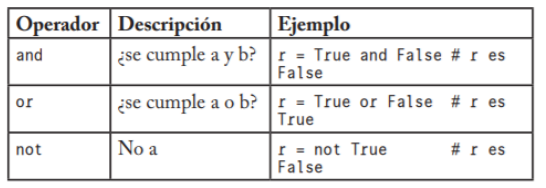 Operador Descripción Ejemplo
and ¿se cumple a y b? r = True and False # r es
False
or ¿se cumple a o b? r = True or False # r es
True
not No a r = not True # r es
False